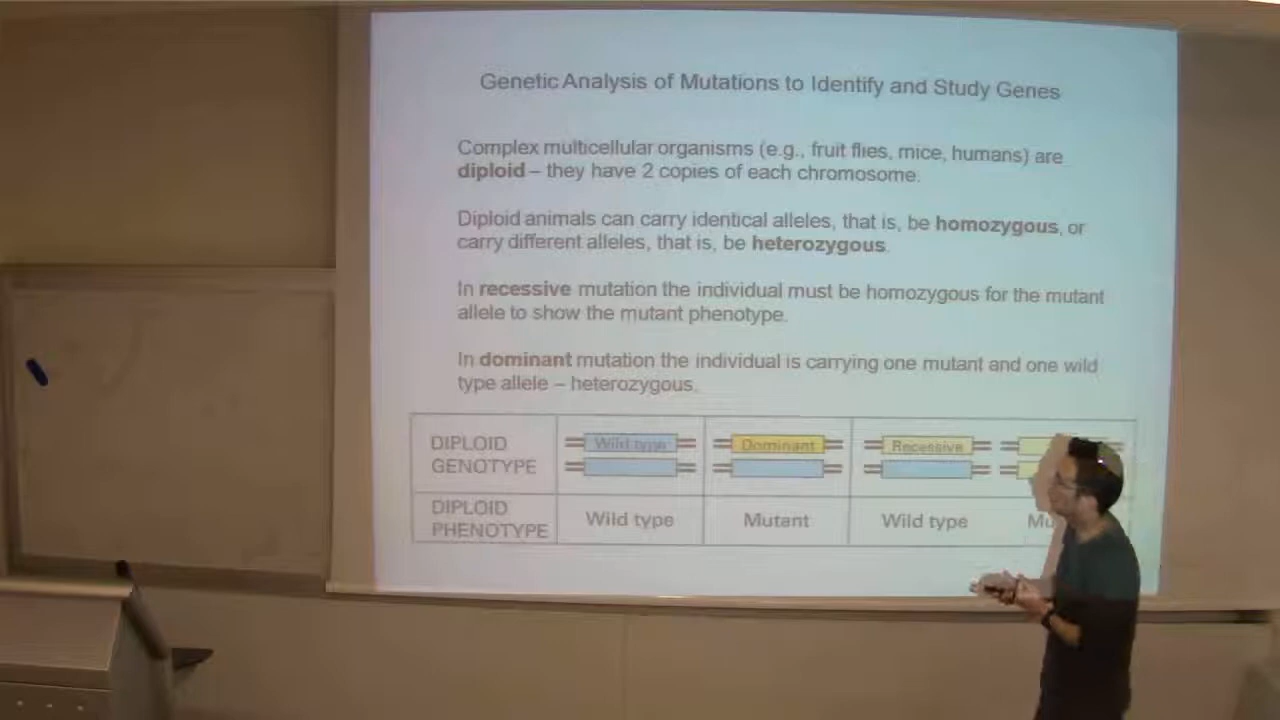 Genetic Analysis of Mutations to Identify and Study Genes
Complex multicellular organisms (e.g., fruit flies, mice, humans) are
diploid – they have 2 copies of each chromosome.
Diploid animals can carry identical alleles, that is, be homozygous, or
carry different alleles, that is, be heterozygous.
In recessive mutation the individual must be homozygous for the mutant
allele to show the mutant phenotype.
In dominant mutation the individual is carrying one mutant and one wild
type allele – heterozygous.
DIPLOID
GENOTYPE
Wild type
Dominant
Recessive
DIPLOID
PHENOTYPE
Wild type
Mutant
Wild type